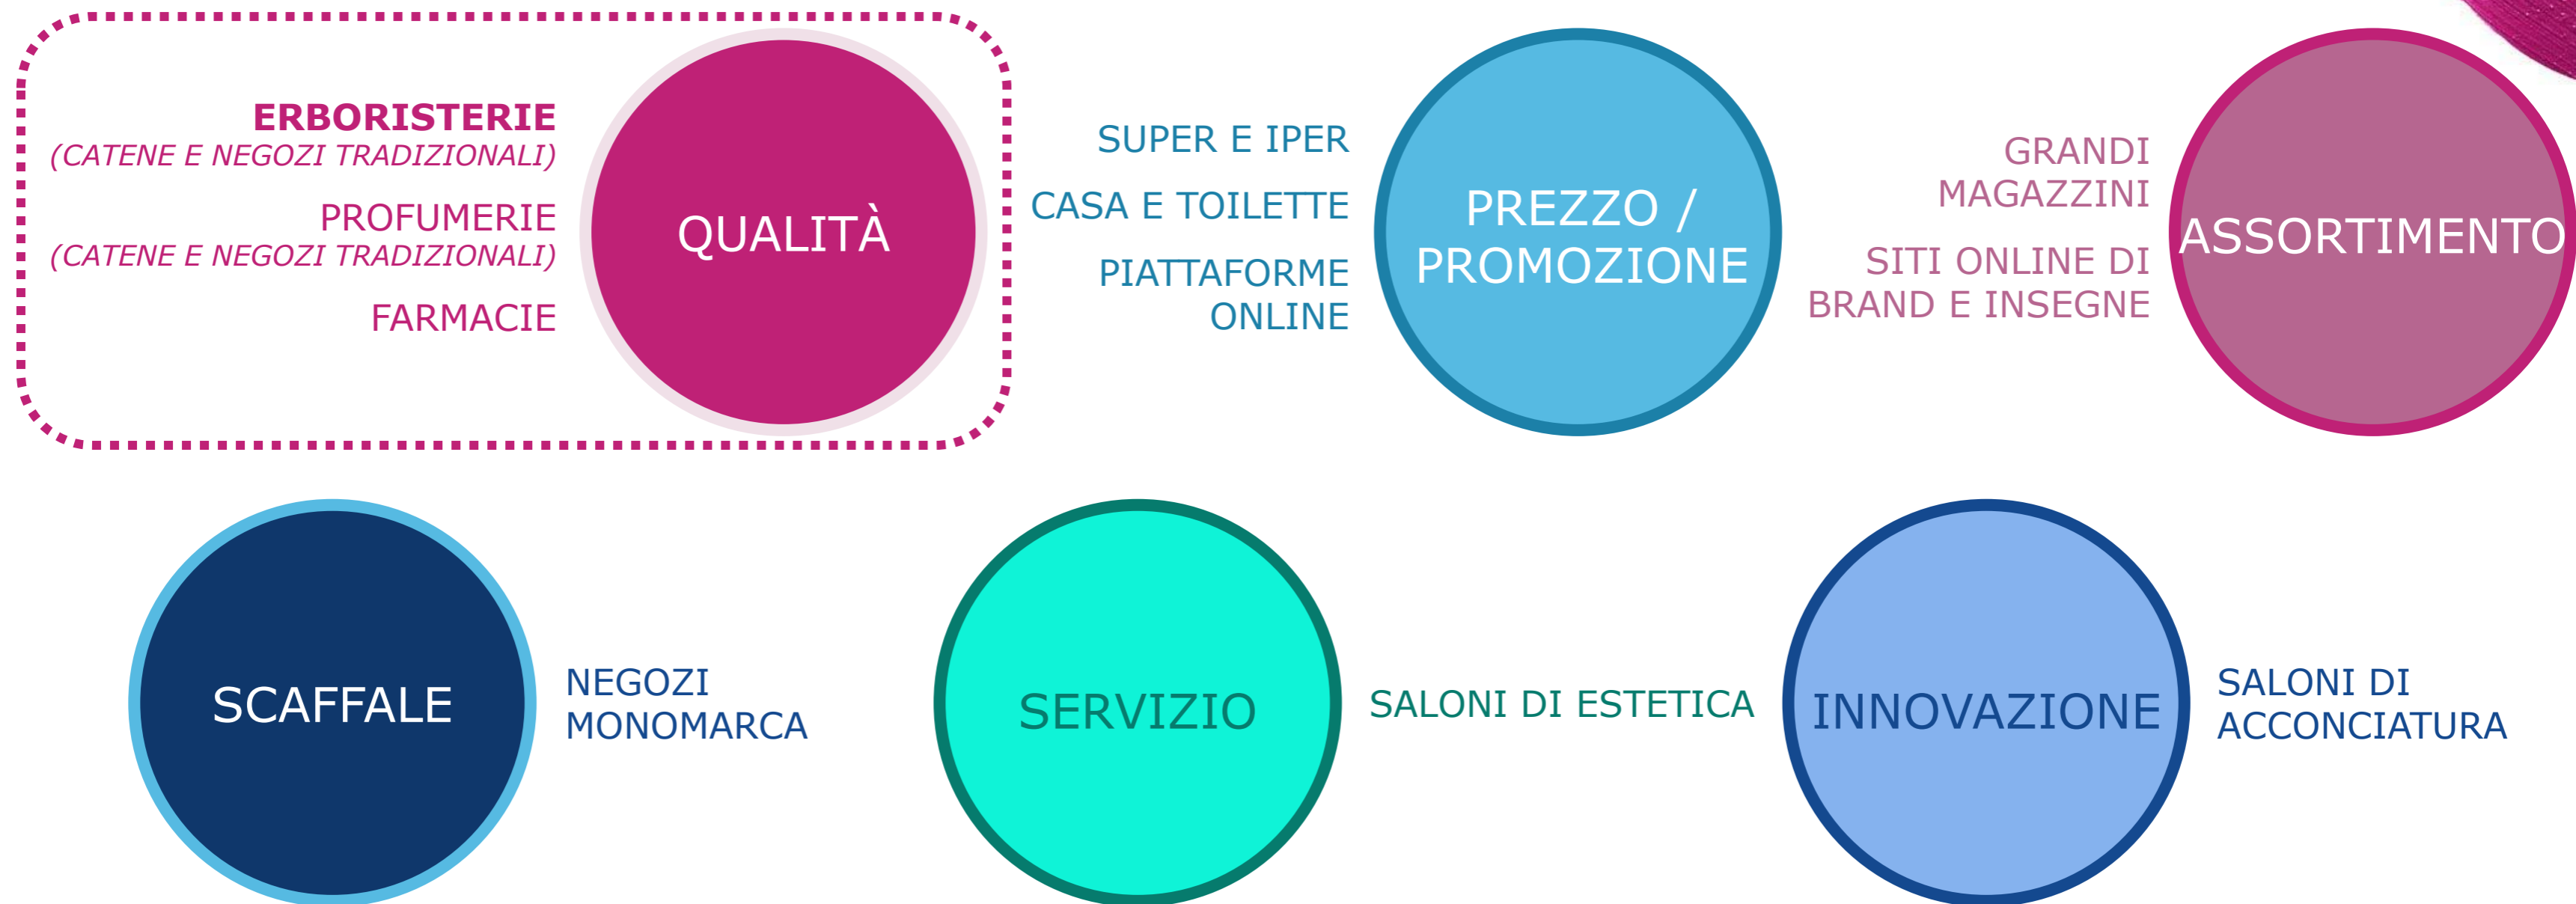 ERBORISTERIE
(CATENE E NEGOZI TRADIZIONALI)
PROFUMERIE
(CATENE E NEGOZI TRADIZIONALI)
FARMACIE
QUALITÀ
SUPER E IPER
CASA E TOILETTE
PIATTAFORME
ONLINE
PREZZO /
PROMOZIONE
GRANDI
MAGAZZINI
SITI ONLINE DI
BRAND E INSEGNE
ASSORTIMENTO
SCAFFALE
NEGOZI
MONOMARCA
SERVIZIO
SALONI DI ESTETICA
INNOVAZIONE
SALONI DI
ACCONCIATURA